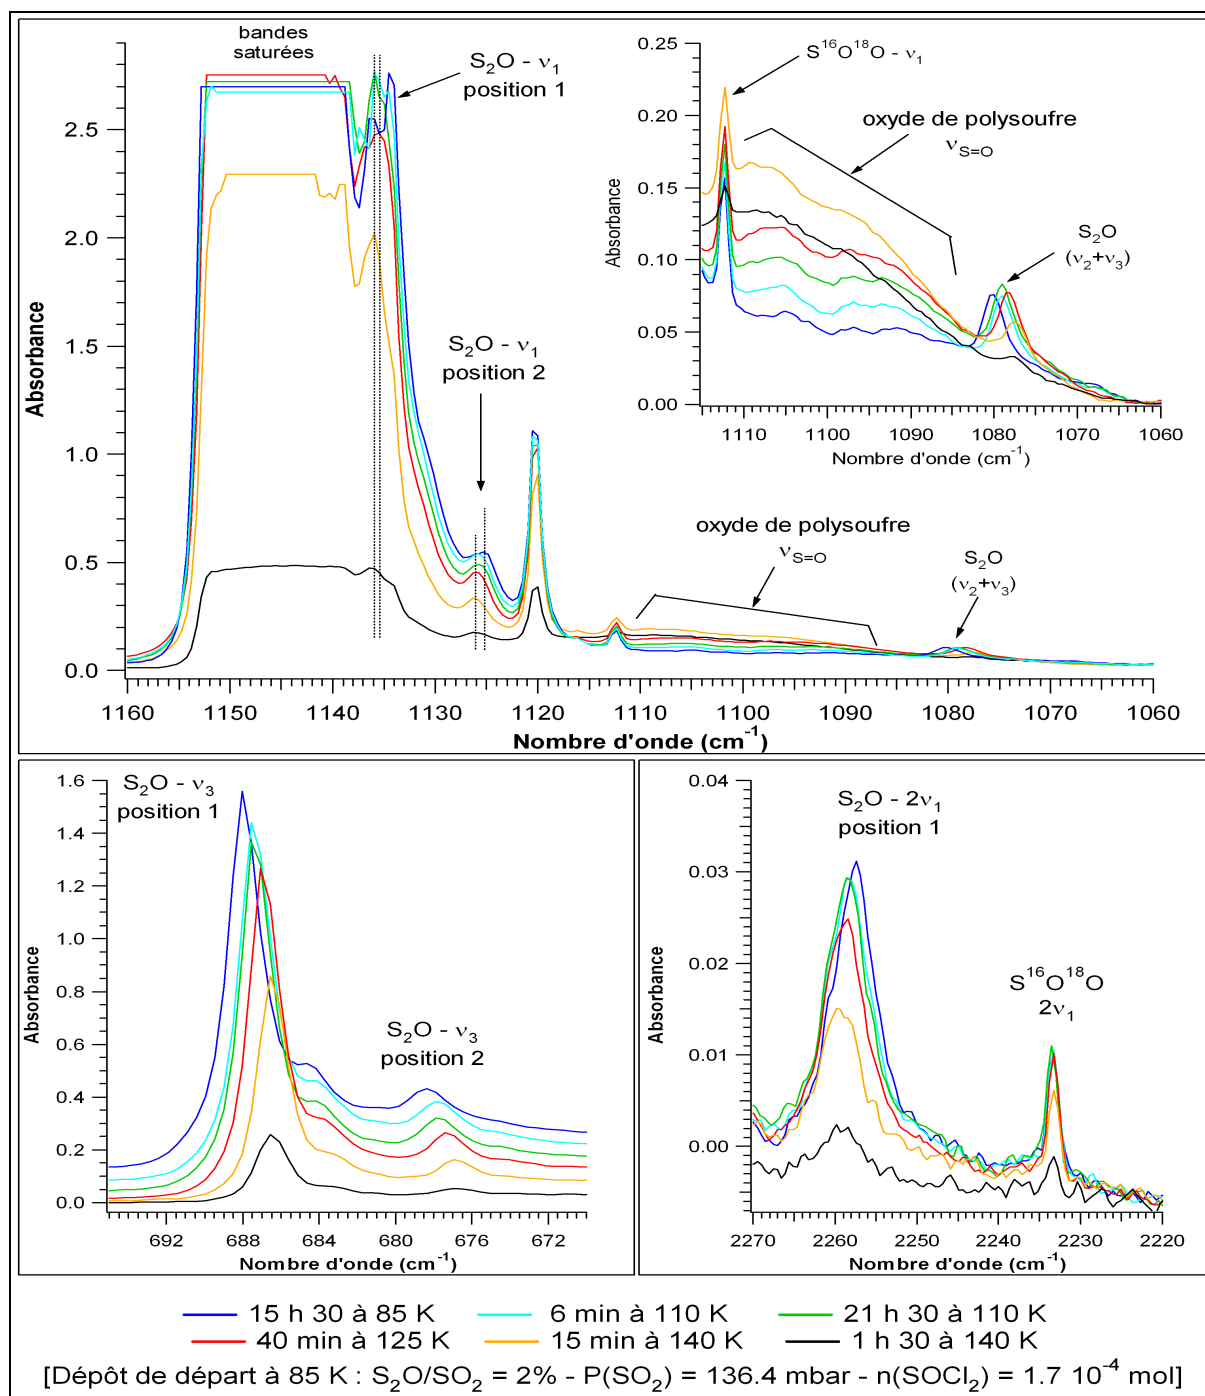 bandes
saturées
S₂O - ν₁
position 1
S₂O - ν₁
position 2
oxyde de polysoufre
ν_S=O
S₂O
(ν₂+ν₃)
Absorbance
2.5
2.0
1.5
1.0
0.5
0.0
1160 1150 1140 1130 1120 1110 1100 1090 1080 1070 1060
Nombre d'onde (cm⁻¹)
S¹⁶O¹⁸O - ν₁
oxyde de polysoufre
ν_S=O
S₂O
(ν₂+ν₃)
Absorbance
0.25
0.20
0.15
0.10
0.05
0.00
1110 1100 1090 1080 1070 1060
Nombre d'onde (cm⁻¹)
S₂O - ν₃
position 1
S₂O - ν₃
position 2
Absorbance
1.6
1.4
1.2
1.0
0.8
0.6
0.4
0.2
0.0
692 688 684 680 676 672
Nombre d'onde (cm⁻¹)
S₂O - 2ν₁
position 1
S¹⁶O¹⁸O
2ν₁
Absorbance
0.04
0.03
0.02
0.01
0.00
2270 2260 2250 2240 2230 2220
Nombre d'onde (cm⁻¹)
15 h 30 à 85 K 6 min à 110 K 21 h 30 à 110 K
40 min à 125 K 15 min à 140 K 1 h 30 à 140 K
[Dépôt de départ à 85 K : S₂O/SO₂ = 2% - P(SO₂) = 136.4 mbar - n(SOCl₂) = 1.7 10⁻⁴ mol]